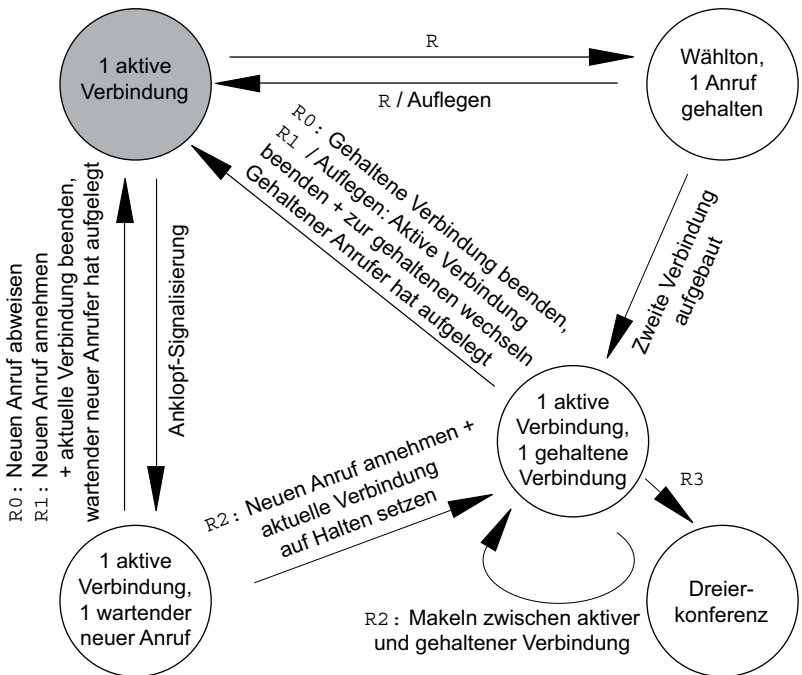 1 aktive
Verbindung
R
R / Auflegen
Wählton,
1 Anruf
gehalten
R0: Gehaltene Verbindung beenden,
R1 / Auflegen: Aktive Verbindung
beenden + zur gehaltenen wechseln
Gehaltener Anrufer hat aufgelegt
Zweite Verbindung
aufgebaut
R0: Neuen Anruf abweisen
R1: Neuen Anruf annehmen
+ aktuelle Verbindung beenden,
wartender neuer Anrufer hat aufgelegt
Anklopf-Signalisierung
1 aktive
Verbindung,
1 gehaltene
Verbindung
R2: Neuen Anruf annehmen +
aktuelle Verbindung
auf Halten setzen
R3
1 aktive
Verbindung,
1 wartender
neuer Anruf
R2: Makeln zwischen aktiver
und gehaltener Verbindung
Dreier-
konferenz